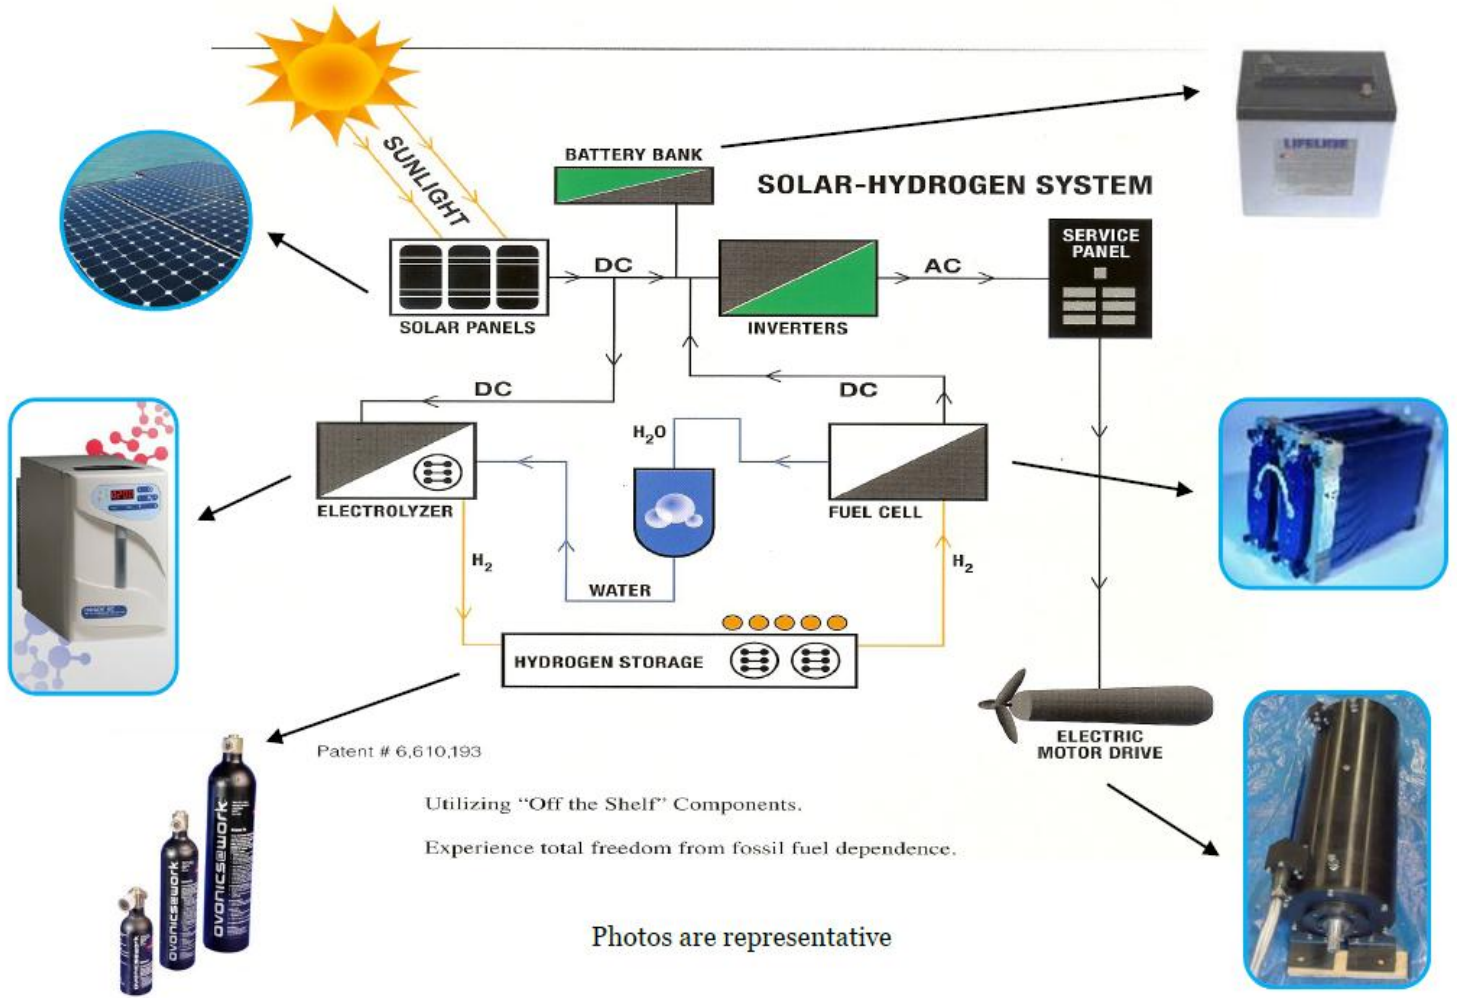 SUNLIGHT
BATTERY BANK
SOLAR-HYDROGEN SYSTEM
LIFELINE
SERVICE
PANEL
DC
AC
SOLAR PANELS
INVERTERS
DC
DC
H₂O
ELECTROLYZER
FUEL CELL
H₂
H₂
WATER
HYDROGEN STORAGE
ELECTRIC
MOTOR DRIVE
Patent # 6,610,193
Utilizing “Off the Shelf” Components.
Experience total freedom from fossil fuel dependence.
ovonics@work
ovonics@work
ovonics@work
Photos are representative